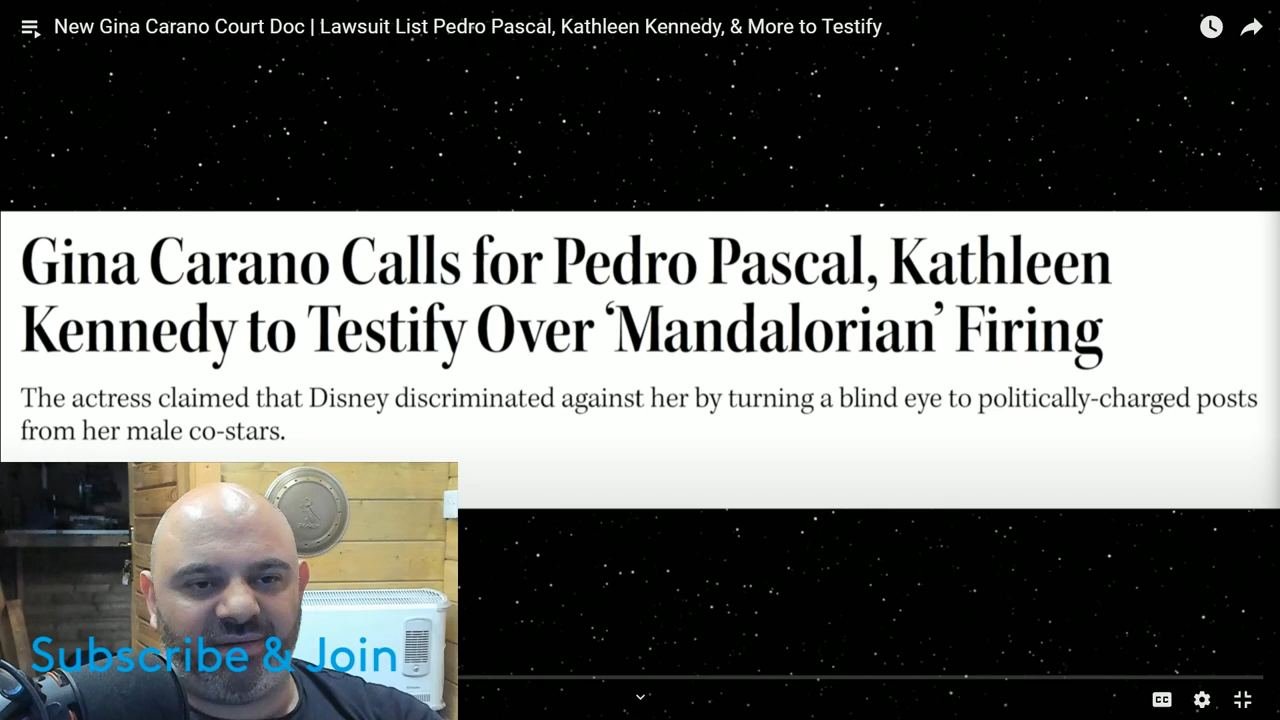 New Gina Carano Court Doc | Lawsuit List Pedro Pascal, Kathleen Kennedy, & More to Testify
Gina Carano Calls for Pedro Pascal, Kathleen
Kennedy to Testify Over ‘Mandalorian’ Firing
The actress claimed that Disney discriminated against her by turning a blind eye to politically-charged posts
from her male co-stars.
Subscribe & Join
CC